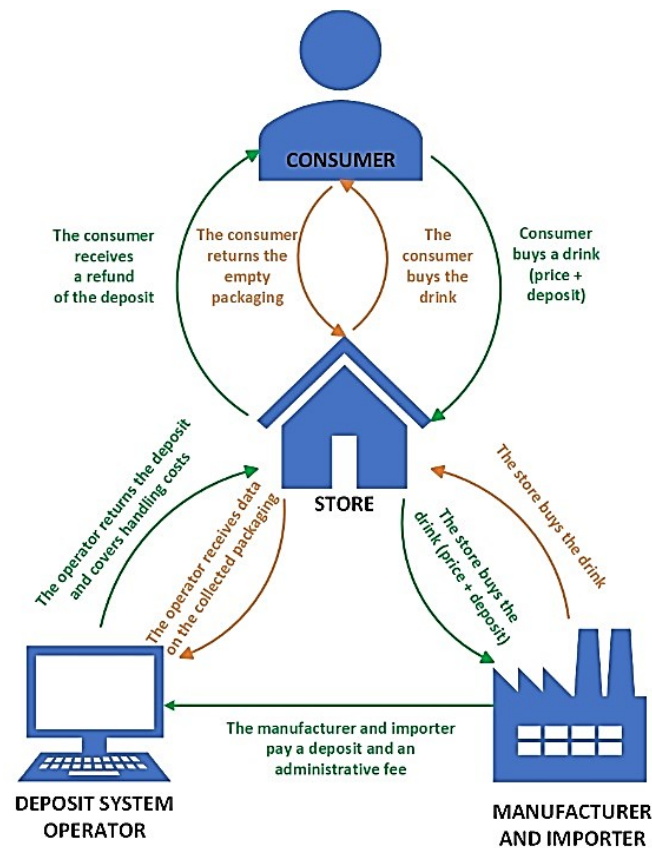 CONSUMER
The consumer
receives
a refund
of the deposit
The consumer
returns the
empty
packaging
The
consumer
buys the
drink
Consumer
buys a drink
(price +
deposit)
STORE
The operator returns the deposit
and covers handling costs
The operator receives data
on the collected packaging
The store buys the
drink (price + deposit)
The store buys the drink
The manufacturer and importer
pay a deposit and an
administrative fee
DEPOSIT SYSTEM
OPERATOR
MANUFACTURER
AND IMPORTER